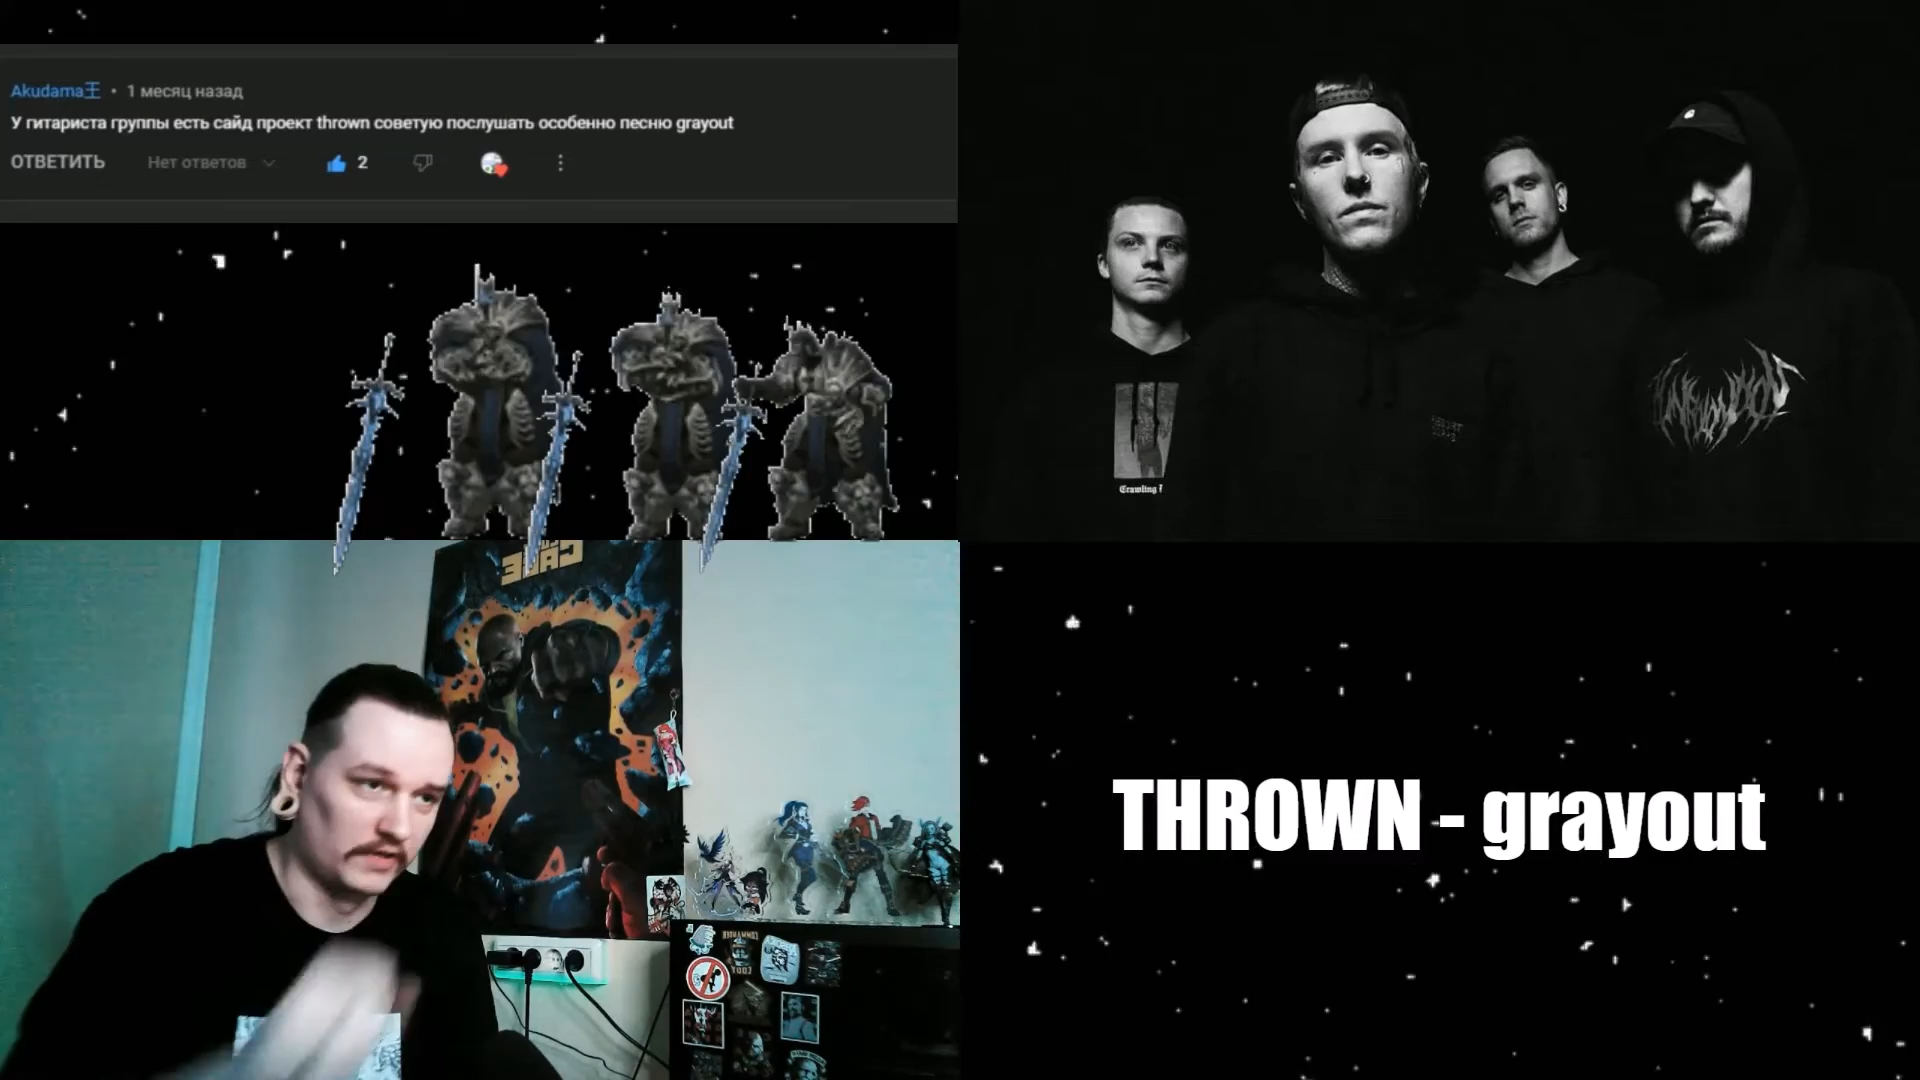 Akudama王 • 1 месяц назад
У гитариста группы есть сайд проект thrown советую послушать особенно песню grayout
ОТВЕТИТЬ Нет ответов 2
Crawling
THROWN - grayout